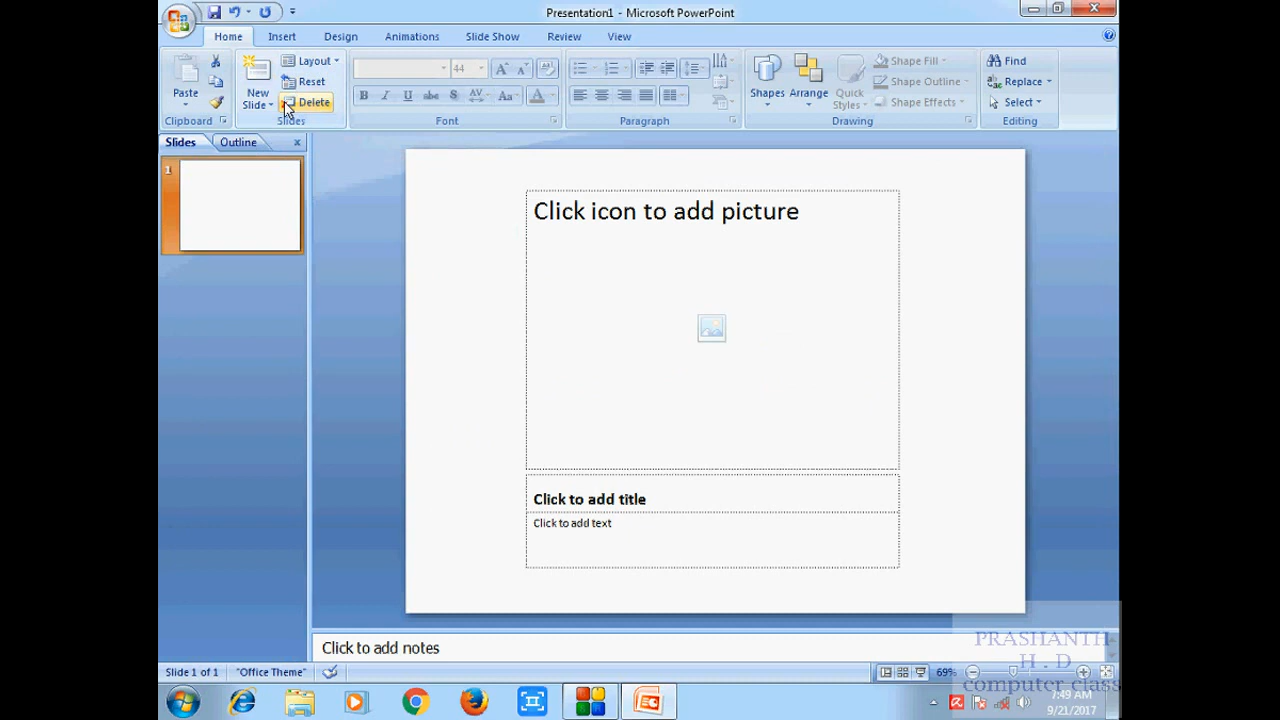 Presentation1 - Microsoft PowerPoint
Home Insert Design Animations Slide Show Review View
Paste
Clipboard
New Slide
Layout
Reset
Delete
Slides
44
B I U abc S AV Aa A
Font
Paragraph
Shapes
Arrange
Quick Styles
Shape Fill
Shape Outline
Shape Effects
Drawing
Find
Replace
Select
Editing
Slides Outline
1
Click icon to add picture
Click to add title
Click to add text
Click to add notes
Slide 1 of 1 "Office Theme" 69%
PRASHANTH
H . D
computer class
7:49 AM
9/21/2017